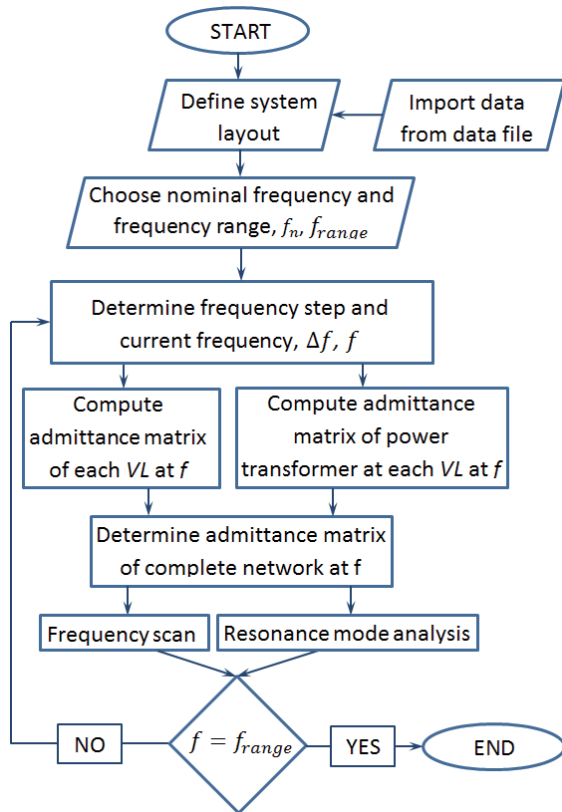 START
Define system
layout
Import data
from data file
Choose nominal frequency and
frequency range, fₙ, f_range
Determine frequency step and
current frequency, Δf, f
Compute
admittance matrix
of each VL at f
Compute admittance
matrix of power
transformer at each VL at f
Determine admittance matrix
of complete network at f
Frequency scan
Resonance mode analysis
NO
f = f_range
YES
END